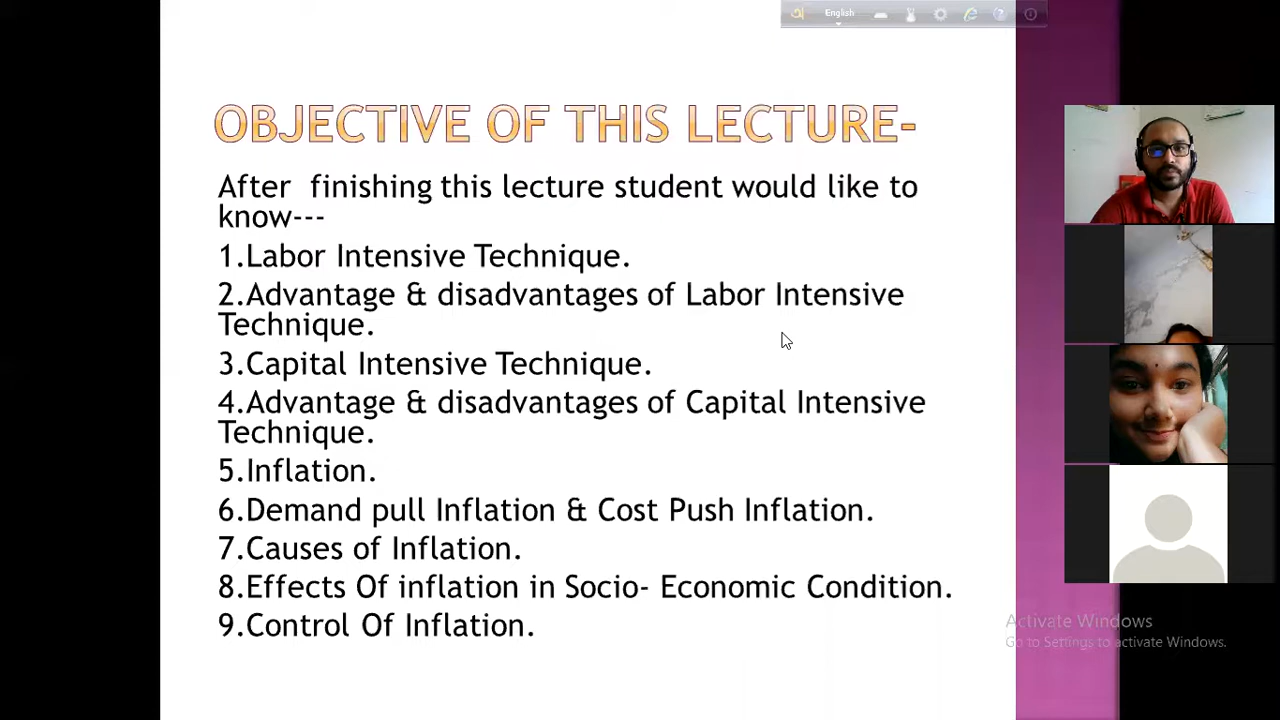 অ English
OBJECTIVE OF THIS LECTURE-
After finishing this lecture student would like to
know---
1.Labor Intensive Technique.
2.Advantage & disadvantages of Labor Intensive
Technique.
3.Capital Intensive Technique.
4.Advantage & disadvantages of Capital Intensive
Technique.
5.Inflation.
6.Demand pull Inflation & Cost Push Inflation.
7.Causes of Inflation.
8.Effects Of inflation in Socio- Economic Condition.
9.Control Of Inflation.
Activate Windows
Go to Settings to activate Windows.